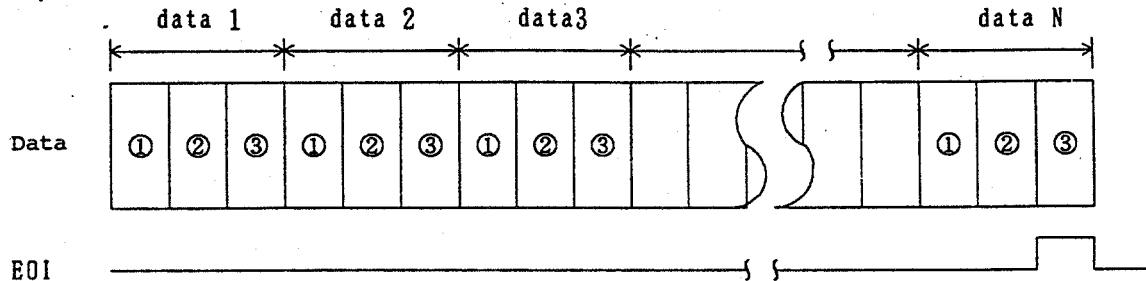 data 1 data 2 data3 data N
Data ① ② ③ ① ② ③ ① ② ③ ① ② ③
EOI